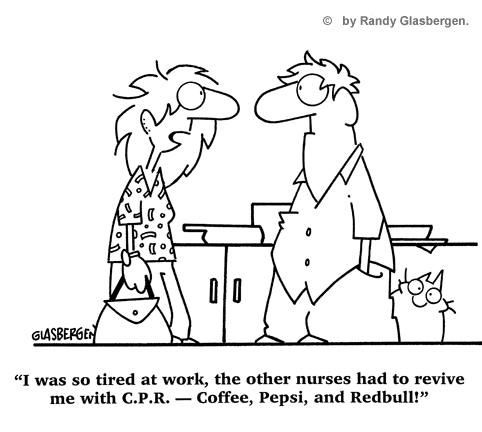 © by Randy Glasbergen.
GLASBERGEN
“I was so tired at work, the other nurses had to revive
me with C.P.R. — Coffee, Pepsi, and Redbull!”